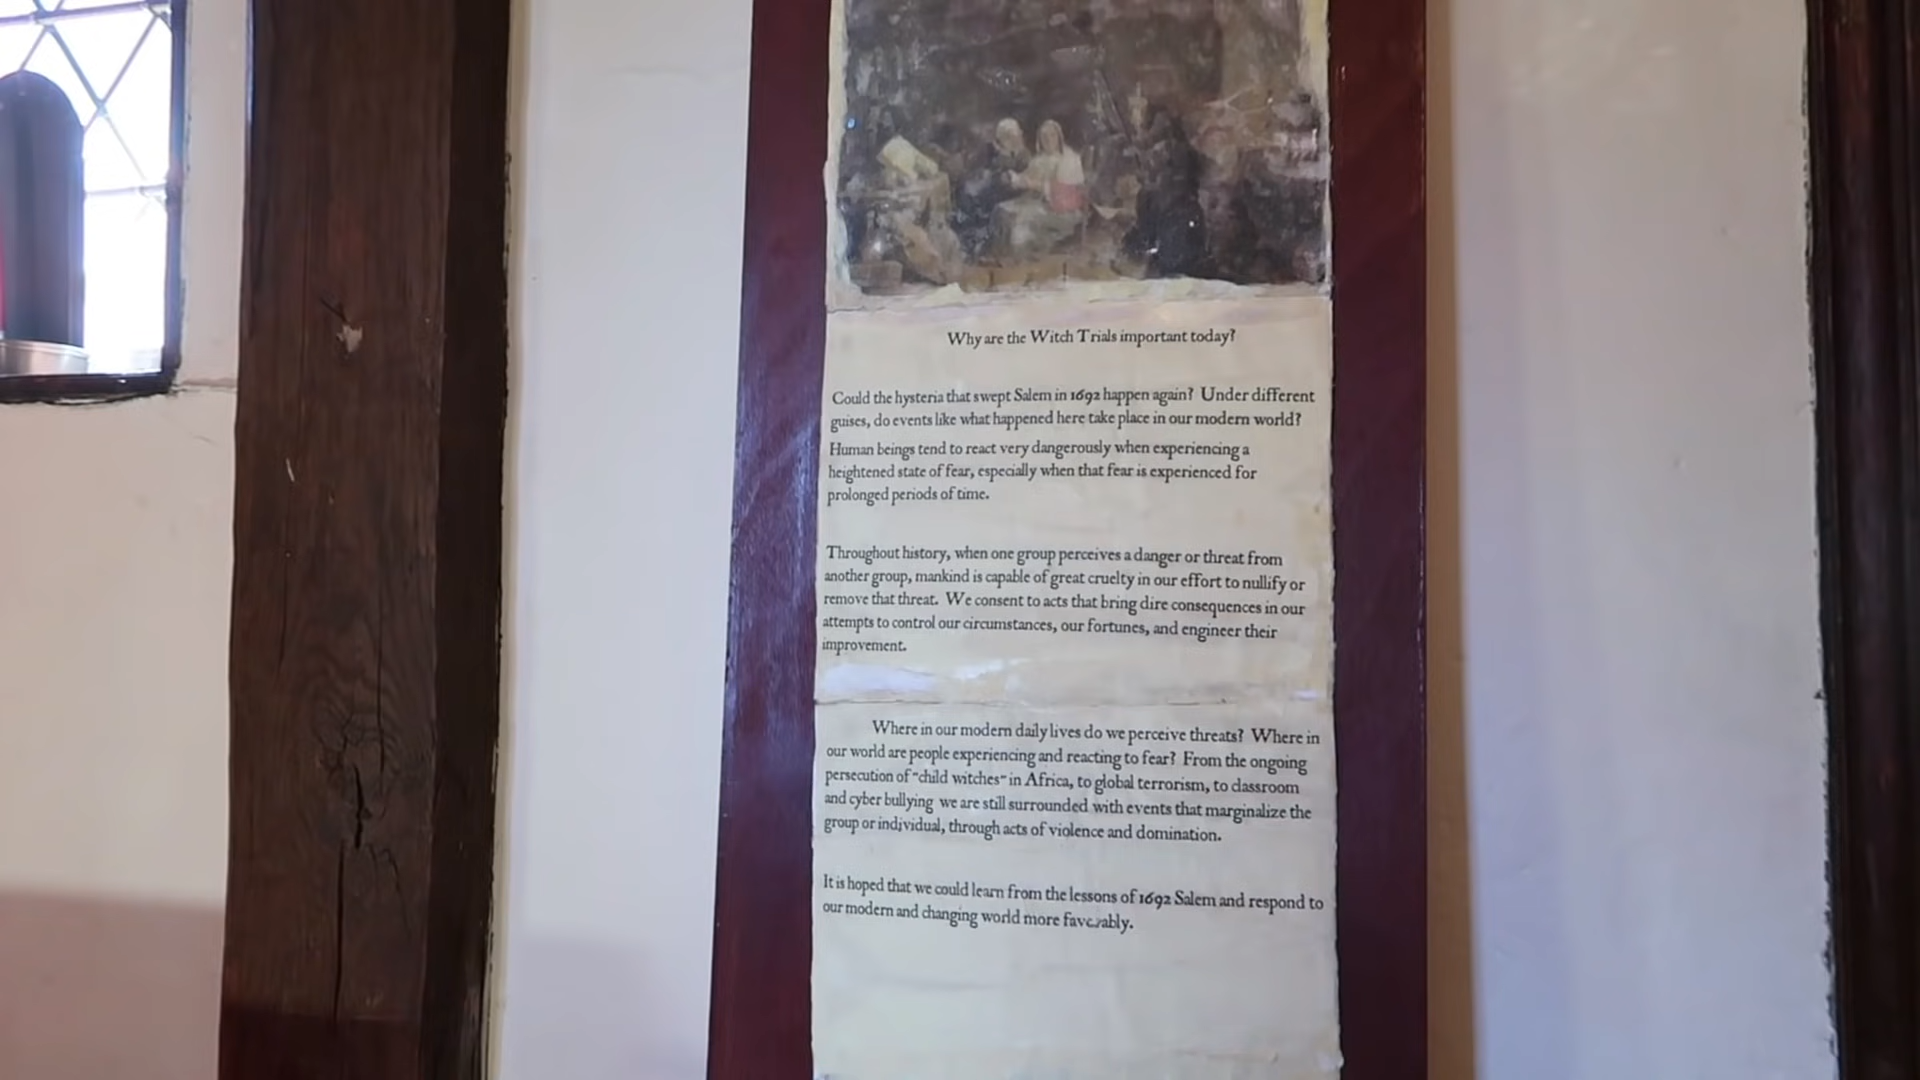 Why are the Witch Trials important today?
Could the hysteria that swept Salem in 1692 happen again? Under different
guises, do events like what happened here take place in our modern world?
Human beings tend to react very dangerously when experiencing a
heightened state of fear, especially when that fear is experienced for
prolonged periods of time.
Throughout history, when one group perceives a danger or threat from
another group, mankind is capable of great cruelty in our effort to nullify or
remove that threat. We consent to acts that bring dire consequences in our
attempts to control our circumstances, our fortunes, and engineer their
improvement.
Where in our modern daily lives do we perceive threats? Where in
our world are people experiencing and reacting to fear? From the ongoing
persecution of "child witches" in Africa, to global terrorism, to classroom
and cyber bullying we are still surrounded with events that marginalize the
group or individual, through acts of violence and domination.
It is hoped that we could learn from the lessons of 1692 Salem and respond to
our modern and changing world more favorably.